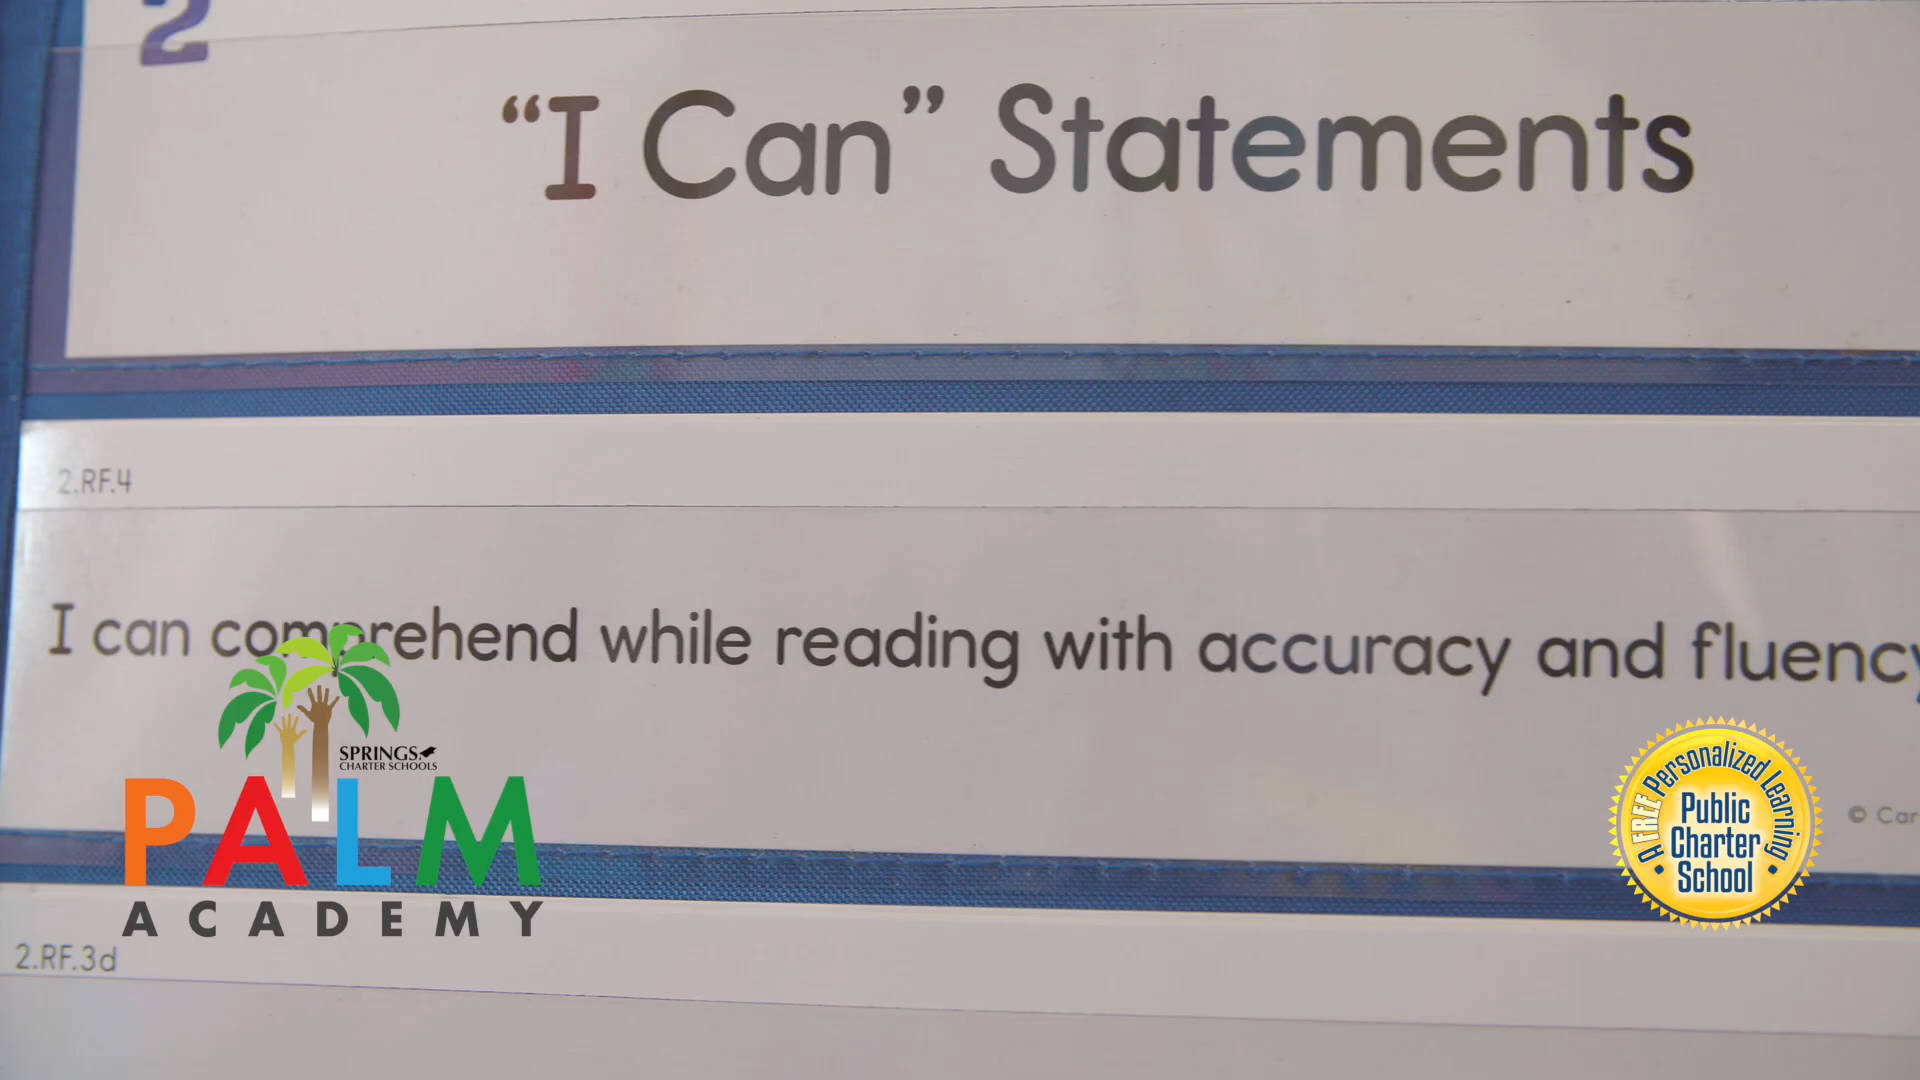 2
“I Can” Statements
2.RF.4
I can comprehend while reading with accuracy and fluency
SPRINGS
CHARTER SCHOOLS
PALM
ACADEMY
A FREE Personalized Learning
Public
Charter
School
© Car
2.RF.3d